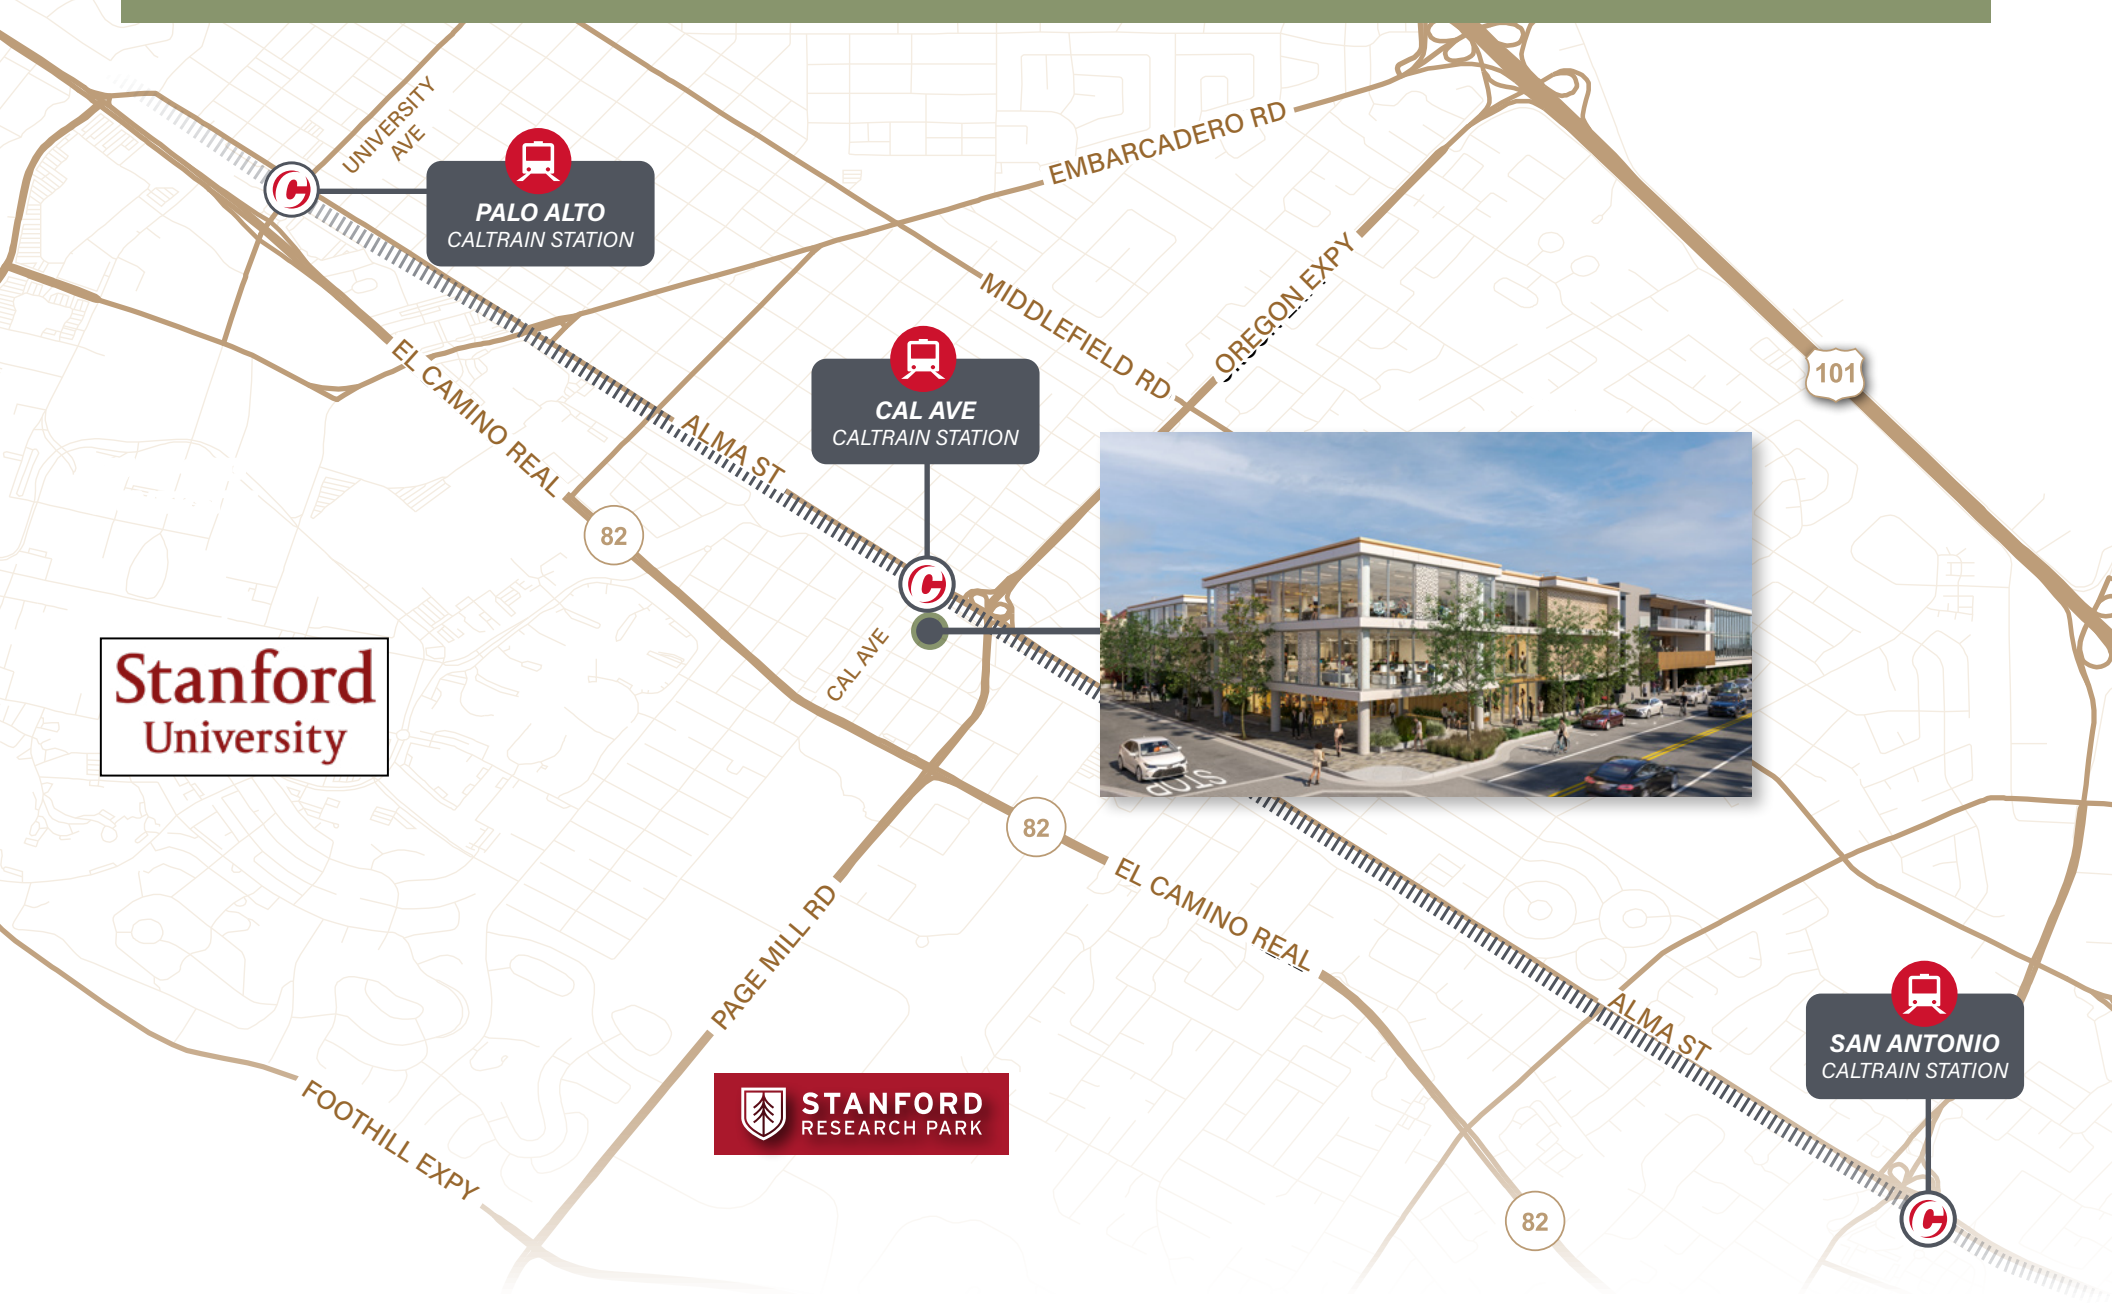 UNIVERSITY
AVE
EMBARCADERO RD
PALO ALTO
CALTRAIN STATION
OREGON EXPY
MIDDLEFIELD RD
101
EL CAMINO REAL
CAL AVE
CALTRAIN STATION
ALMA ST
82
CAL AVE
Stanford
University
STOP
82
EL CAMINO REAL
PAGE MILL RD
ALMA ST
SAN ANTONIO
CALTRAIN STATION
STANFORD
RESEARCH PARK
FOOTHILL EXPY
82
C
C
C